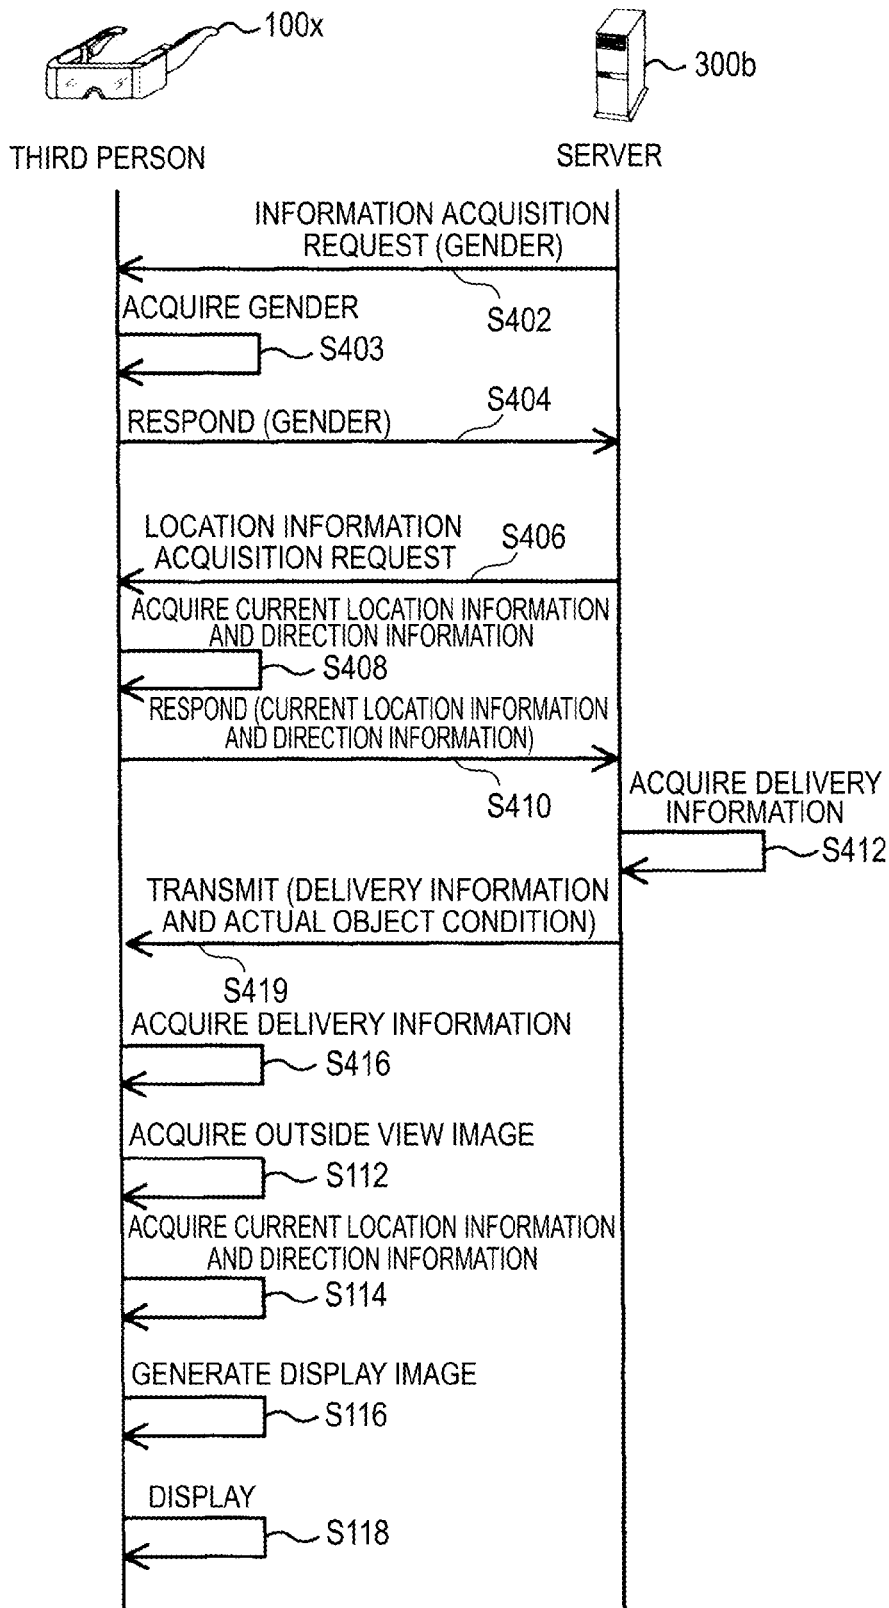 100x
300b
THIRD PERSON
SERVER
INFORMATION ACQUISITION
REQUEST (GENDER)
S402
ACQUIRE GENDER
S403
S404
RESPOND (GENDER)
LOCATION INFORMATION
ACQUISITION REQUEST
S406
ACQUIRE CURRENT LOCATION INFORMATION
AND DIRECTION INFORMATION
S408
RESPOND (CURRENT LOCATION INFORMATION
AND DIRECTION INFORMATION)
S410
ACQUIRE DELIVERY
INFORMATION
S412
TRANSMIT (DELIVERY INFORMATION
AND ACTUAL OBJECT CONDITION)
S419
ACQUIRE DELIVERY INFORMATION
S416
ACQUIRE OUTSIDE VIEW IMAGE
S112
ACQUIRE CURRENT LOCATION INFORMATION
AND DIRECTION INFORMATION
S114
GENERATE DISPLAY IMAGE
S116
DISPLAY
S118